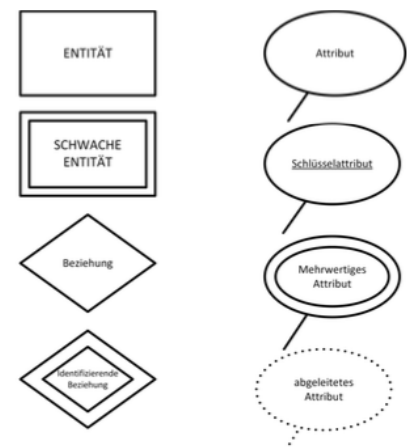 ENTITÄT
Attribut
SCHWACHE
ENTITÄT
Schlüsselattribut
Beziehung
Mehrwertiges
Attribut
Identifizierende
Beziehung
abgeleitetes
Attribut